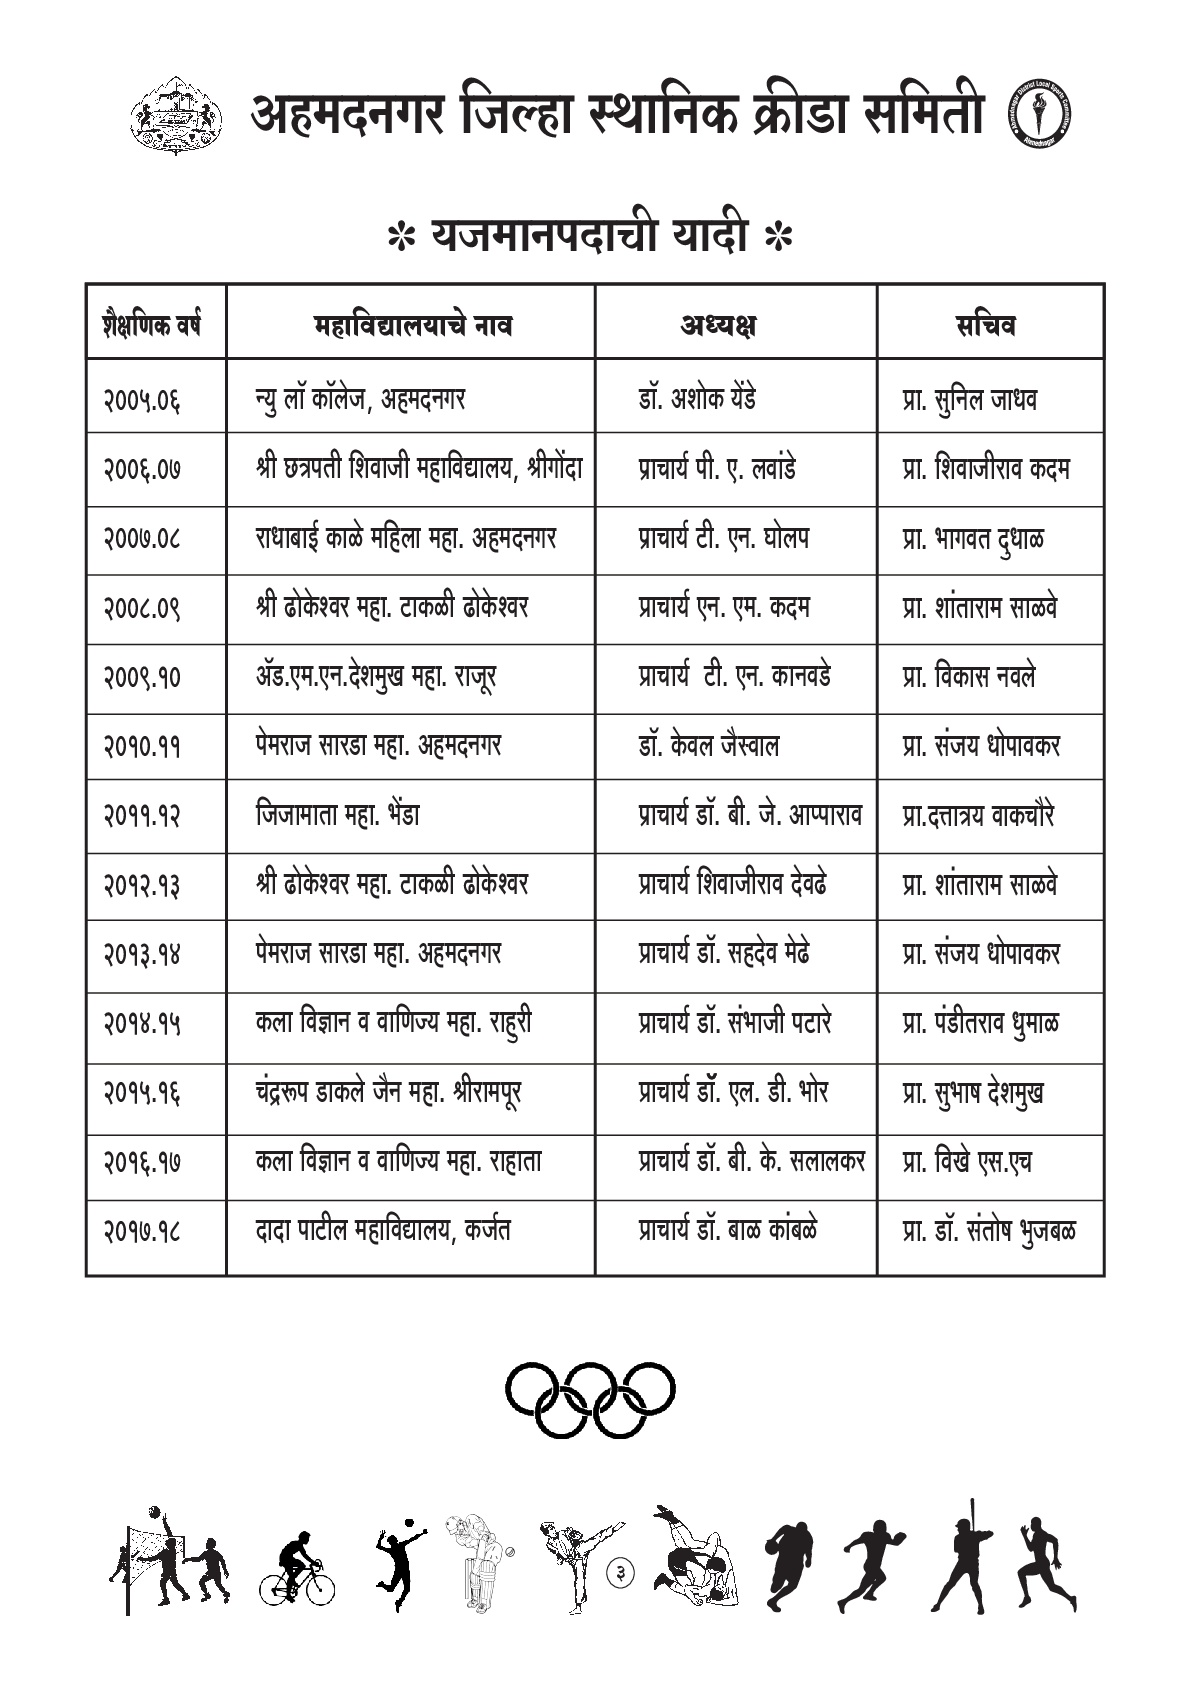 अहमदनगर जिल्हा स्थानिक क्रीडा समिती
Ahmednagar District Local Sports Committee
Ahmednagar
✽ यजमानपदाची यादी ✽
शैक्षणिक वर्ष महाविद्यालयाचे नाव अध्यक्ष सचिव
२००५.०६ न्यु लॉ कॉलेज, अहमदनगर डॉ. अशोक येंडे प्रा. सुनिल जाधव
२००६.०७ श्री छत्रपती शिवाजी महाविद्यालय, श्रीगोंदा प्राचार्य पी. ए. लवांडे प्रा. शिवाजीराव कदम
२००७.०८ राधाबाई काळे महिला महा. अहमदनगर प्राचार्य टी. एन. घोलप प्रा. भागवत दुधाळ
२००८.०९ श्री ढोकेश्वर महा. टाकळी ढोकेश्वर प्राचार्य एन. एम. कदम प्रा. शांताराम साळवे
२००९.१० ॲड.एम.एन.देशमुख महा. राजूर प्राचार्य टी. एन. कानवडे प्रा. विकास नवले
२०१०.११ पेमराज सारडा महा. अहमदनगर डॉ. केवल जैस्वाल प्रा. संजय धोपावकर
२०११.१२ जिजामाता महा. भेंडा प्राचार्य डॉ. बी. जे. आप्पाराव प्रा.दत्तात्रय वाकचौरे
२०१२.१३ श्री ढोकेश्वर महा. टाकळी ढोकेश्वर प्राचार्य शिवाजीराव देवढे प्रा. शांताराम साळवे
२०१३.१४ पेमराज सारडा महा. अहमदनगर प्राचार्य डॉ. सहदेव मेढे प्रा. संजय धोपावकर
२०१४.१५ कला विज्ञान व वाणिज्य महा. राहुरी प्राचार्य डॉ. संभाजी पटारे प्रा. पंडीतराव धुमाळ
२०१५.१६ चंद्ररूप डाकले जैन महा. श्रीरामपूर प्राचार्य डॉ. एल. डी. भोर प्रा. सुभाष देशमुख
२०१६.१७ कला विज्ञान व वाणिज्य महा. राहाता प्राचार्य डॉ. बी. के. सलालकर प्रा. विखे एस.एच
२०१७.१८ दादा पाटील महाविद्यालय, कर्जत प्राचार्य डॉ. बाळ कांबळे प्रा. डॉ. संतोष भुजबळ
३